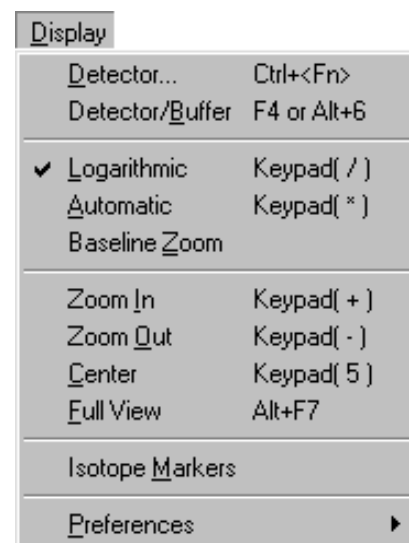 Display
Detector... Ctrl+<Fn>
Detector/Buffer F4 or Alt+6
Logarithmic Keypad( / )
Automatic Keypad( * )
Baseline Zoom
Zoom In Keypad( + )
Zoom Out Keypad( - )
Center Keypad( 5 )
Full View Alt+F7
Isotope Markers
Preferences